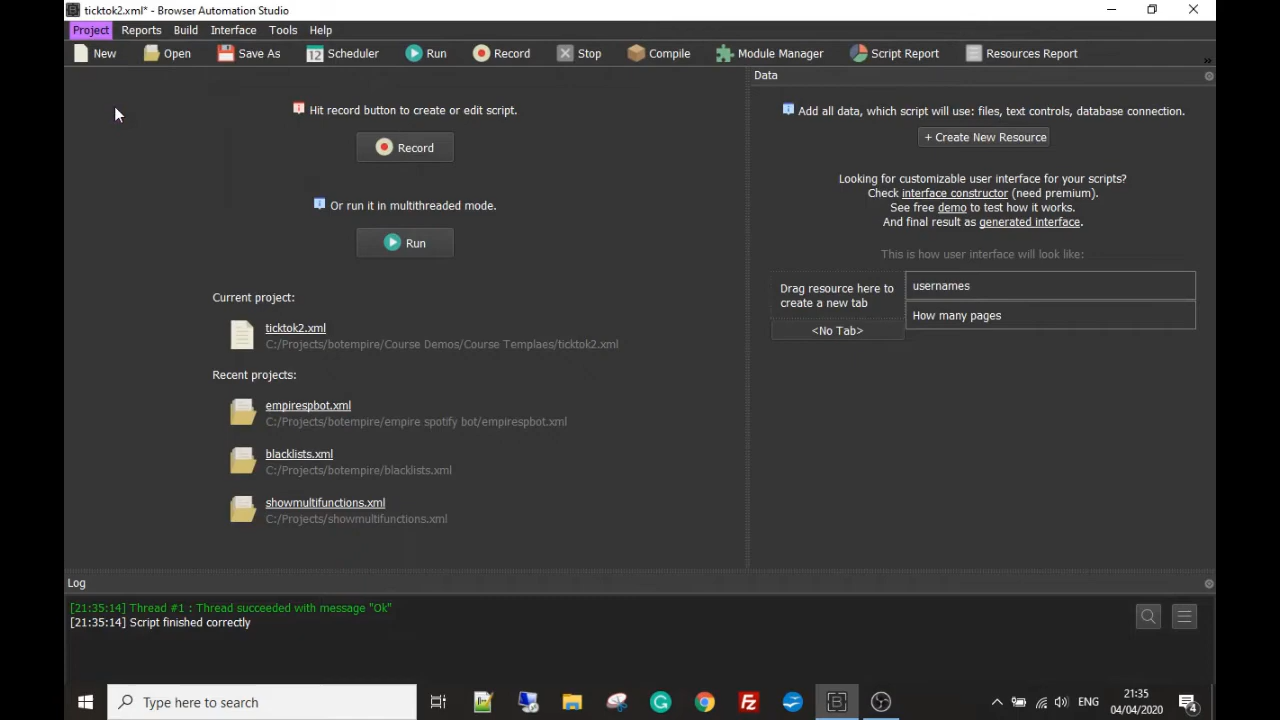 ticktok2.xml* - Browser Automation Studio
Project Reports Build Interface Tools Help
New Open Save As 12 Scheduler Run Record Stop Compile Module Manager Script Report Resources Report »
Data
Hit record button to create or edit script.
Record
Or run it in multithreaded mode.
Run
Current project:
ticktok2.xml
C:/Projects/botempire/Course Demos/Course Templaes/ticktok2.xml
Recent projects:
empirespbot.xml
C:/Projects/botempire/empire spotify bot/empirespbot.xml
blacklists.xml
C:/Projects/botempire/blacklists.xml
showmultifunctions.xml
C:/Projects/showmultifunctions.xml
Add all data, which script will use: files, text controls, database connection.
+ Create New Resource
Looking for customizable user interface for your scripts?
Check interface constructor (need premium).
See free demo to test how it works.
And final result as generated interface.
This is how user interface will look like:
Drag resource here to
create a new tab
<No Tab>
usernames
How many pages
Log
[21:35:14] Thread #1 : Thread succeeded with message "Ok"
[21:35:14] Script finished correctly
Type here to search
ENG
21:35
04/04/2020
4